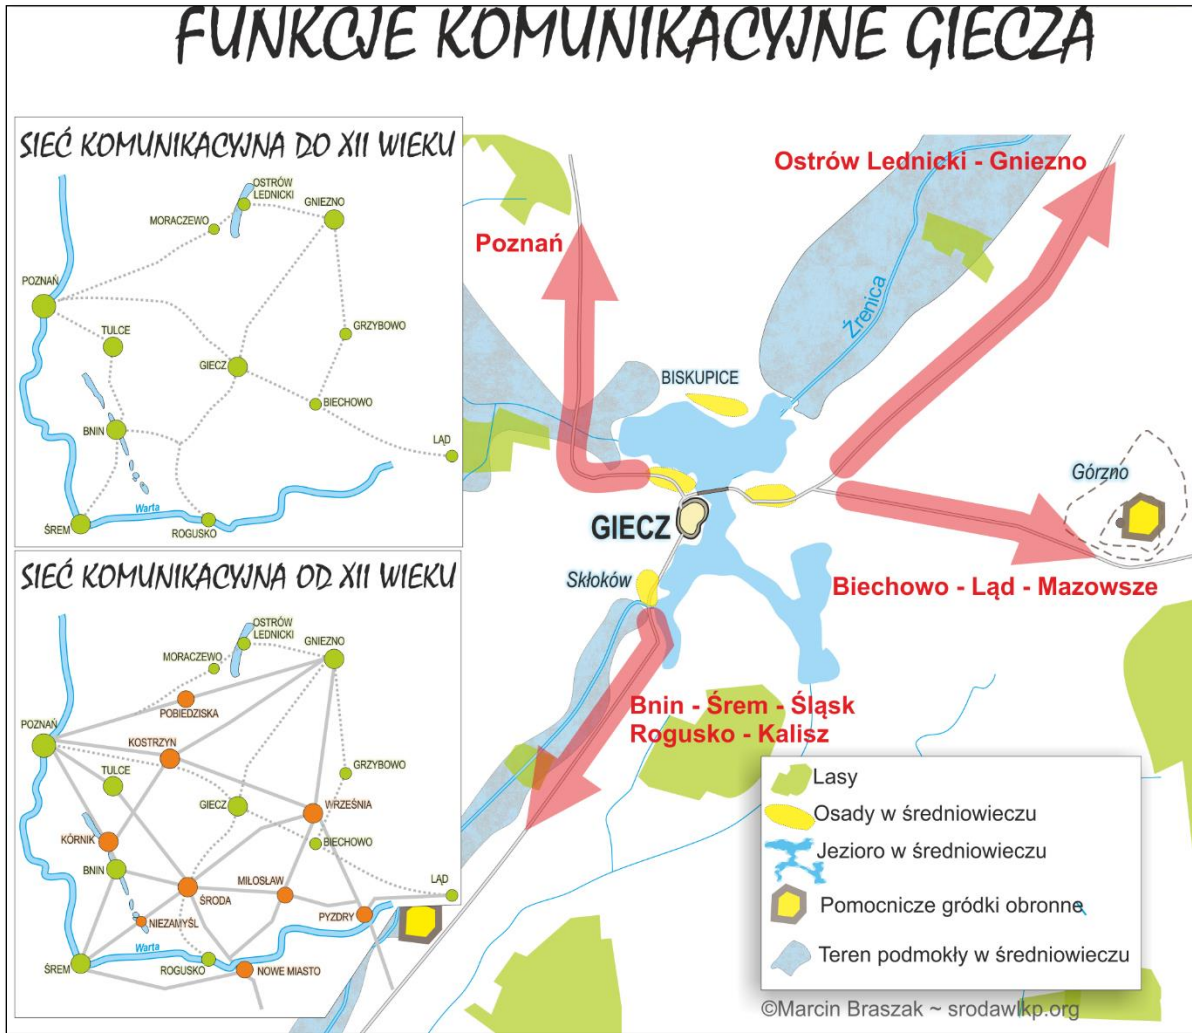 FUNKCJE KOMUNIKACYJNE GIECZA
SIEĆ KOMUNIKACYJNA DO XII WIEKU
OSTRÓW
LEDNICKI
GNIEZNO
MORACZEWO
POZNAŃ
TULCE
GRZYBOWO
GIECZ
BIECHOWO
BNIN
ŁĄD
Warta
ŚREM
ROGUSKO
SIEĆ KOMUNIKACYJNA OD XII WIEKU
OSTRÓW
LEDNICKI
GNIEZNO
MORACZEWO
POBIEDZISKA
POZNAŃ
KOSTRZYN
TULCE
GRZYBOWO
GIECZ
WRZEŚNIA
KÓRNIK
BIECHOWO
BNIN
MIŁOSŁAW
ŚRODA
LĄD
NIEZAMYŚL
PYZDRY
Warta
ŚREM
ROGUSKO
NOWE MIASTO
Ostrów Lednicki - Gniezno
Poznań
Źrenica
BISKUPICE
Górzno
GIECZ
Skłoków
Biechowo - Ląd - Mazowsze
Bnin - Śrem - Śląsk
Rogusko - Kalisz
Lasy
Osady w średniowieczu
Jezioro w średniowieczu
Pomocnicze gródki obronne
Teren podmokły w średniowieczu
©Marcin Braszak ~ srodawlkp.org